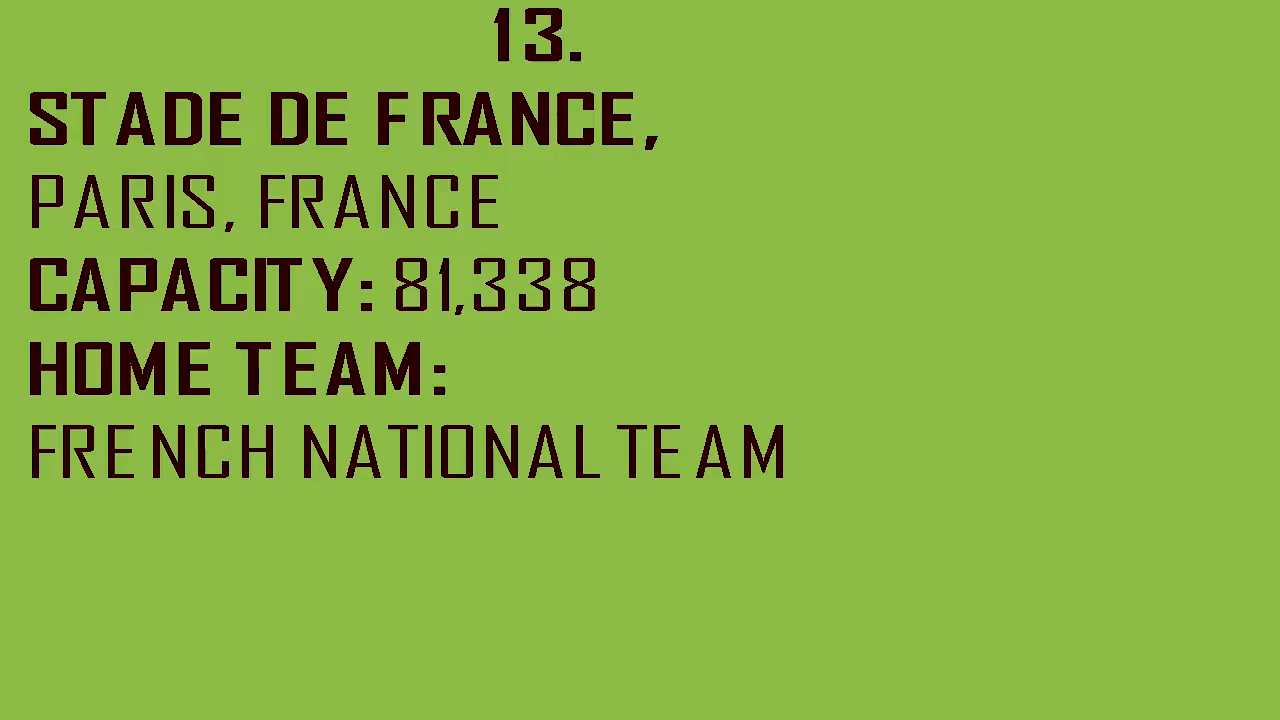 13.
STADE DE FRANCE,
PARIS, FRANCE
CAPACITY: 81,338
HOME TEAM:
FRENCH NATIONAL TEAM